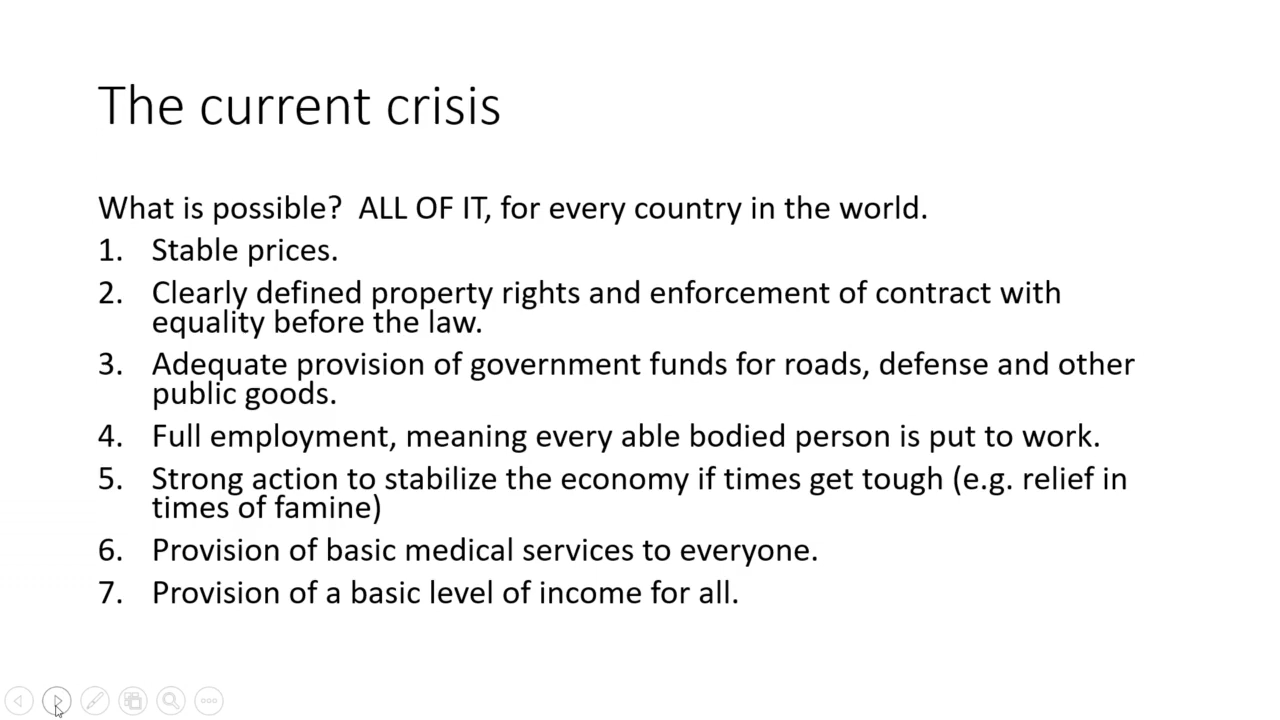 The current crisis
What is possible?  ALL OF IT, for every country in the world.
1. Stable prices.
2. Clearly defined property rights and enforcement of contract with
equality before the law.
3. Adequate provision of government funds for roads, defense and other
public goods.
4. Full employment, meaning every able bodied person is put to work.
5. Strong action to stabilize the economy if times get tough (e.g. relief in
times of famine)
6. Provision of basic medical services to everyone.
7. Provision of a basic level of income for all.